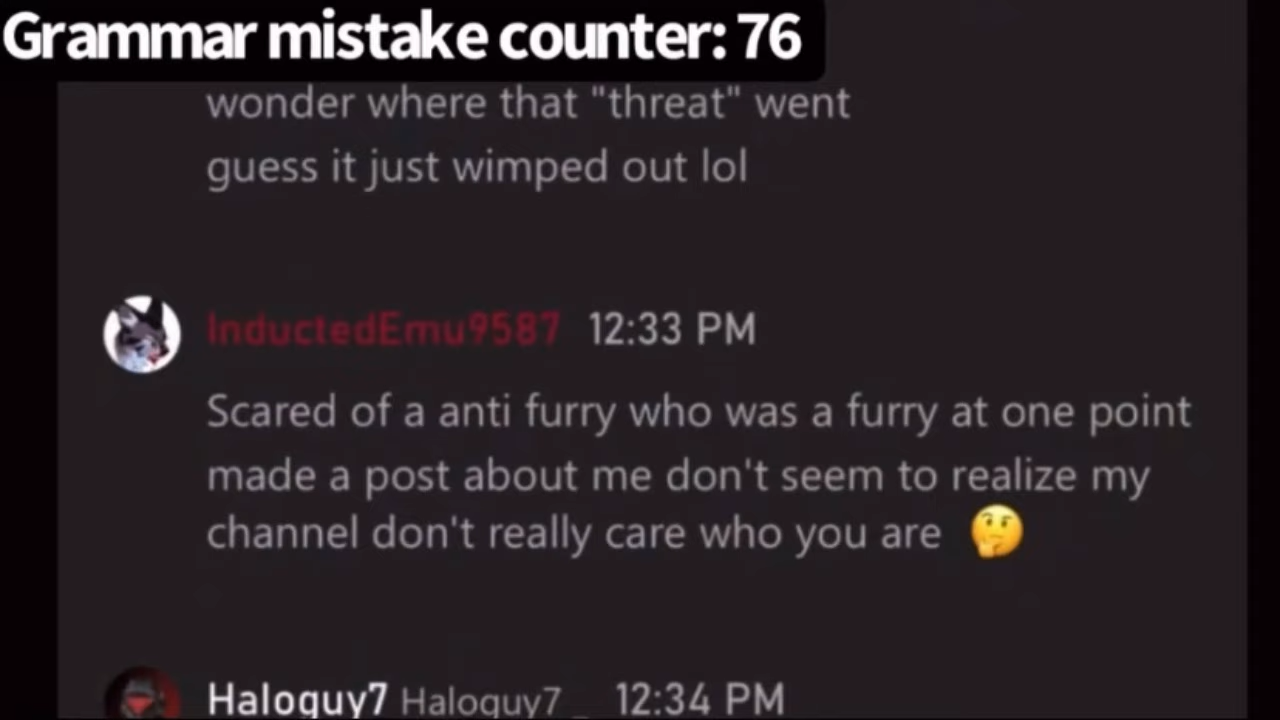 Grammar mistake counter: 76
wonder where that "threat" went
guess it just wimped out lol
InductedEmu9587 12:33 PM
Scared of a anti furry who was a furry at one point
made a post about me don't seem to realize my
channel don't really care who you are 🤔
Haloguy7 Haloguy7_ 12:34 PM